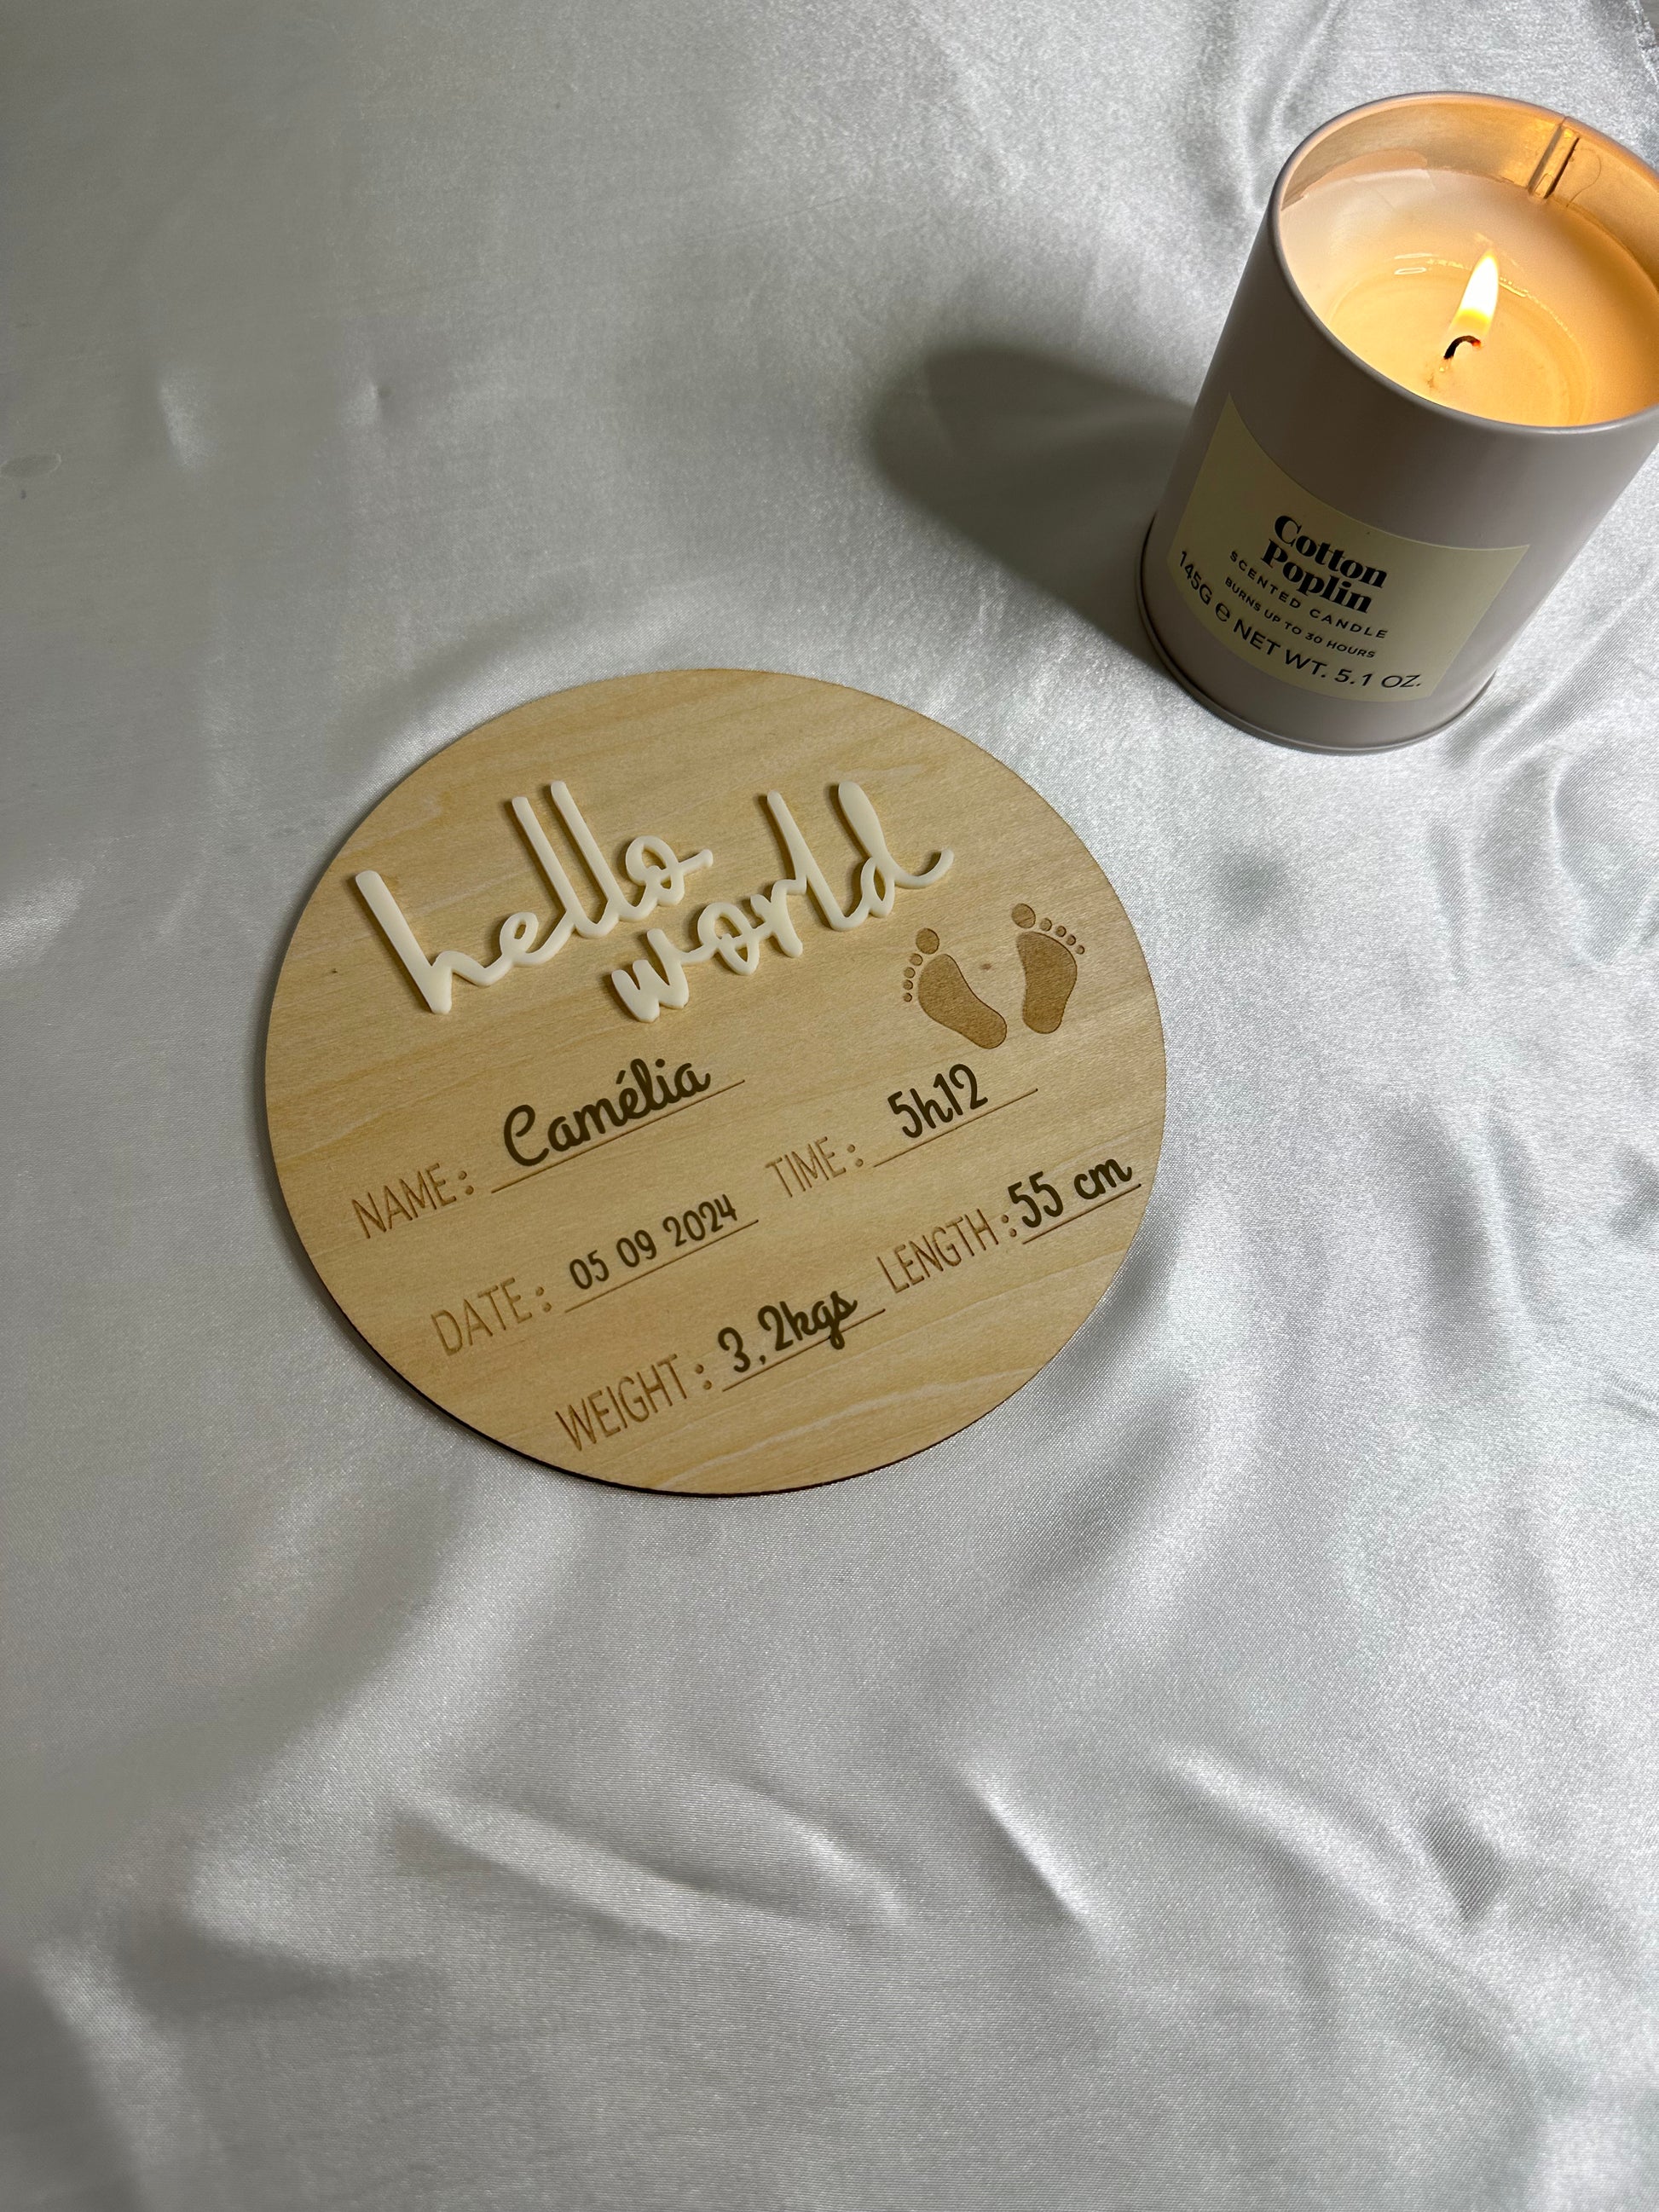 Cotton
Poplin
SCENTED CANDLE
BURNS UP TO 30 HOURS
145G ℮ NET WT. 5.1 OZ.
hello
world
NAME: Camélia
TIME: 5h12
DATE: 05 09 2024
LENGTH: 55 cm
WEIGHT: 3.2kgs